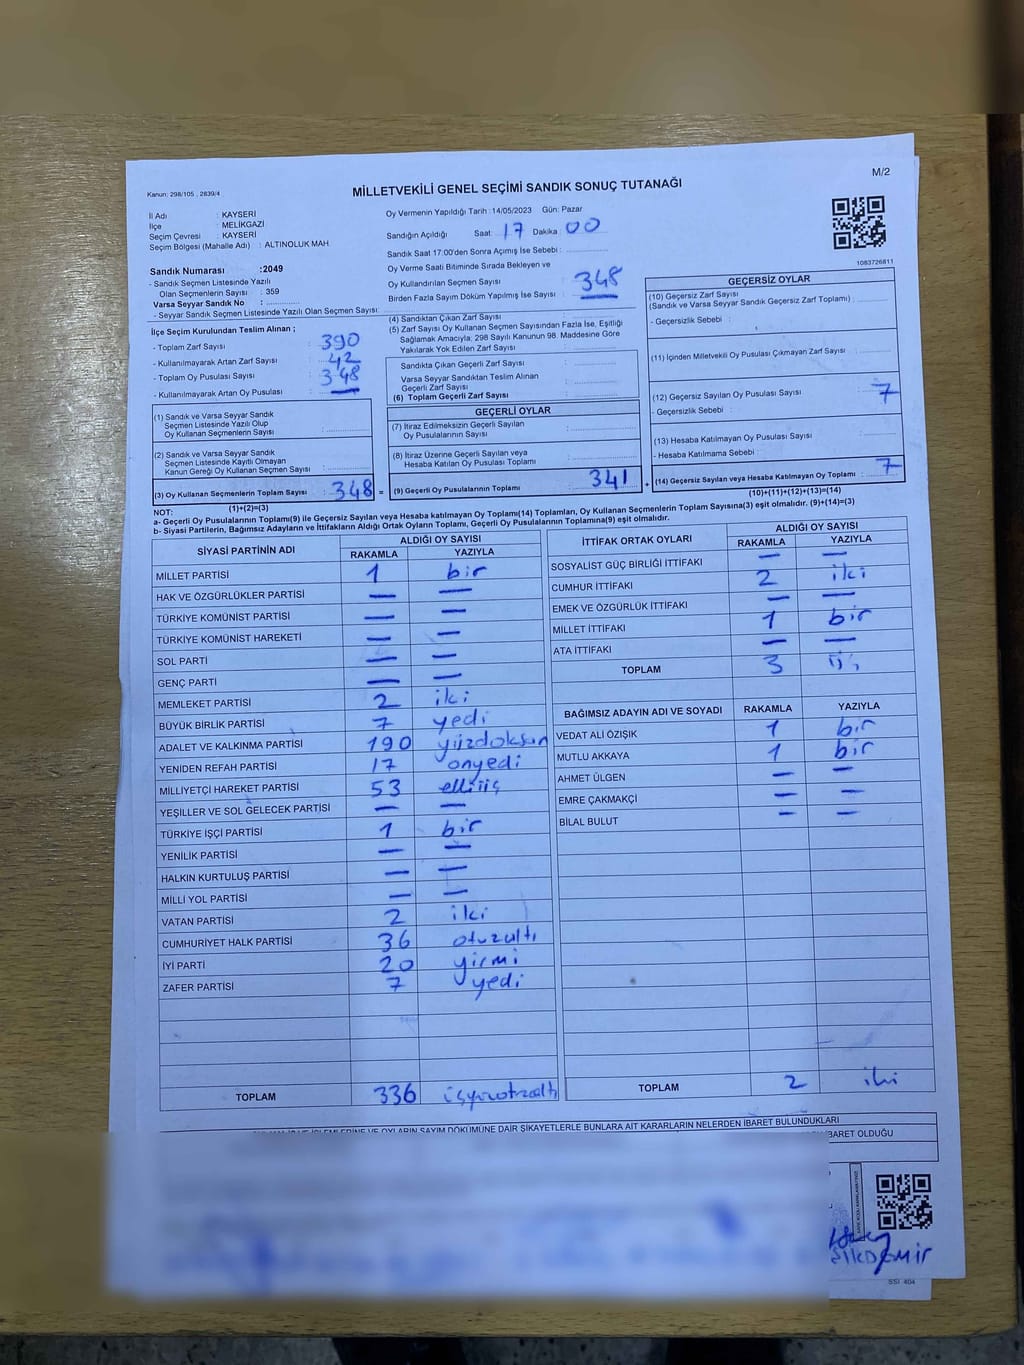 Kanun: 298/105 , 2839/4
MİLLETVEKİLİ GENEL SEÇİMİ SANDIK SONUÇ TUTANAĞI
M/2
İl Adı : KAYSERİ
İlçe : MELİKGAZİ
Seçim Çevresi : KAYSERİ
Seçim Bölgesi (Mahalle Adı) : ALTINOLUK MAH.
Oy Vermenin Yapıldığı Tarih :14/05/2023 Gün: Pazar
Sandığın Açıldığı Saat: 17 Dakika: 00
Sandık Saat 17:00'den Sonra Açımış İse Sebebi :
1083726811
Sandık Numarası :2049
- Sandık Seçmen Listesinde Yazılı
Olan Seçmenlerin Sayısı : 359
Varsa Seyyar Sandık No :
- Seyyar Sandık Seçmen Listesinde Yazılı Olan Seçmen Sayısı:
Oy Verme Saati Bitiminde Sırada Bekleyen ve
Oy Kullandırılan Seçmen Sayısı : 348
Birden Fazla Sayım Döküm Yapılmış İse Sayısı : —
İlçe Seçim Kurulundan Teslim Alınan ;
- Toplam Zarf Sayısı : 390
- Kullanılmayarak Artan Zarf Sayısı : 42
- Toplam Oy Pusulası Sayısı : 348
- Kullanılmayarak Artan Oy Pusulası : —
(4) Sandıktan Çıkan Zarf Sayısı :
(5) Zarf Sayısı Oy Kullanan Seçmen Sayısından Fazla İse, Eşitliği
Sağlamak Amacıyla; 298 Sayılı Kanunun 98. Maddesine Göre
Yakılarak Yok Edilen Zarf Sayısı :
Sandıkta Çıkan Geçerli Zarf Sayısı :
Varsa Seyyar Sandıktan Teslim Alınan
Geçerli Zarf Sayısı :
(6) Toplam Geçerli Zarf Sayısı :
GEÇERSİZ OYLAR
(10) Geçersiz Zarf Sayısı
(Sandık ve Varsa Seyyar Sandık Geçersiz Zarf Toplamı) :
- Geçersizlik Sebebi :
(11) İçinden Milletvekili Oy Pusulası Çıkmayan Zarf Sayısı :
(12) Geçersiz Sayılan Oy Pusulası Sayısı : 7
- Geçersizlik Sebebi :
(13) Hesaba Katılmayan Oy Pusulası Sayısı :
- Hesaba Katılmama Sebebi :
(14) Geçersiz Sayılan veya Hesaba Katılmayan Oy Toplamı : 7
(10)+(11)+(12)+(13)=(14)
(1) Sandık ve Varsa Seyyar Sandık
Seçmen Listesinde Yazılı Olup
Oy Kullanan Seçmenlerin Sayısı :
(2) Sandık ve Varsa Seyyar Sandık
Seçmen Listesinde Kayıtlı Olmayan
Kanun Gereği Oy Kullanan Seçmen Sayısı :
(3) Oy Kullanan Seçmenlerin Toplam Sayısı : 348 =
(1)+(2)=(3)
GEÇERLİ OYLAR
(7) İtiraz Edilmeksizin Geçerli Sayılan
Oy Pusulalarının Sayısı :
(8) İtiraz Üzerine Geçerli Sayılan veya
Hesaba Katılan Oy Pusulası Toplamı :
(9) Geçerli Oy Pusulalarının Toplamı : 341 +
NOT:
a- Geçerli Oy Pusulalarının Toplamı(9) ile Geçersiz Sayılan veya Hesaba katılmayan Oy Toplamı(14) Toplamları, Oy Kullanan Seçmenlerin Toplam Sayısına(3) eşit olmalıdır. (9)+(14)=(3)
b- Siyasi Partilerin, Bağımsız Adayların ve İttifakların Aldığı Ortak Oyların Toplamı, Geçerli Oy Pusulalarının Toplamına(9) eşit olmalıdır.
SİYASİ PARTİNİN ADI ALDIĞI OY SAYISI
RAKAMLA YAZIYLA
MİLLET PARTİSİ 1 bir
HAK VE ÖZGÜRLÜKLER PARTİSİ — —
TÜRKİYE KOMÜNİST PARTİSİ — —
TÜRKİYE KOMÜNİST HAREKETİ — —
SOL PARTİ — —
GENÇ PARTİ — —
MEMLEKET PARTİSİ 2 iki
BÜYÜK BİRLİK PARTİSİ 7 yedi
ADALET VE KALKINMA PARTİSİ 190 yüzdoksan
YENİDEN REFAH PARTİSİ 17 onyedi
MİLLİYETÇİ HAREKET PARTİSİ 53 elliüç
YEŞİLLER VE SOL GELECEK PARTİSİ — —
TÜRKİYE İŞÇİ PARTİSİ 1 bir
YENİLİK PARTİSİ — —
HALKIN KURTULUŞ PARTİSİ — —
MİLLİ YOL PARTİSİ — —
VATAN PARTİSİ 2 iki
CUMHURİYET HALK PARTİSİ 36 otuzaltı
İYİ PARTİ 20 yirmi
ZAFER PARTİSİ 7 yedi
TOPLAM 336
İTTİFAK ORTAK OYLARI ALDIĞI OY SAYISI
RAKAMLA YAZIYLA
SOSYALİST GÜÇ BİRLİĞİ İTTİFAKI — —
CUMHUR İTTİFAKI 2 iki
EMEK VE ÖZGÜRLÜK İTTİFAKI — —
MİLLET İTTİFAKI 1 bir
ATA İTTİFAKI — —
TOPLAM 3 üç
BAĞIMSIZ ADAYIN ADI VE SOYADI RAKAMLA YAZIYLA
VEDAT ALİ ÖZIŞIK 1 bir
MUTLU AKKAYA 1 bir
AHMET ÜLGEN — —
EMRE ÇAKMAKÇİ — —
BİLAL BULUT — —
TOPLAM 2 iki
OYLARIN SAYIM DÖKÜMÜNE DAİR ŞİKAYETLERLE BUNLARA AİT KARARLARIN NELERDEN İBARET BULUNDUKLARI
İBARET OLDUĞU
SSİ 404